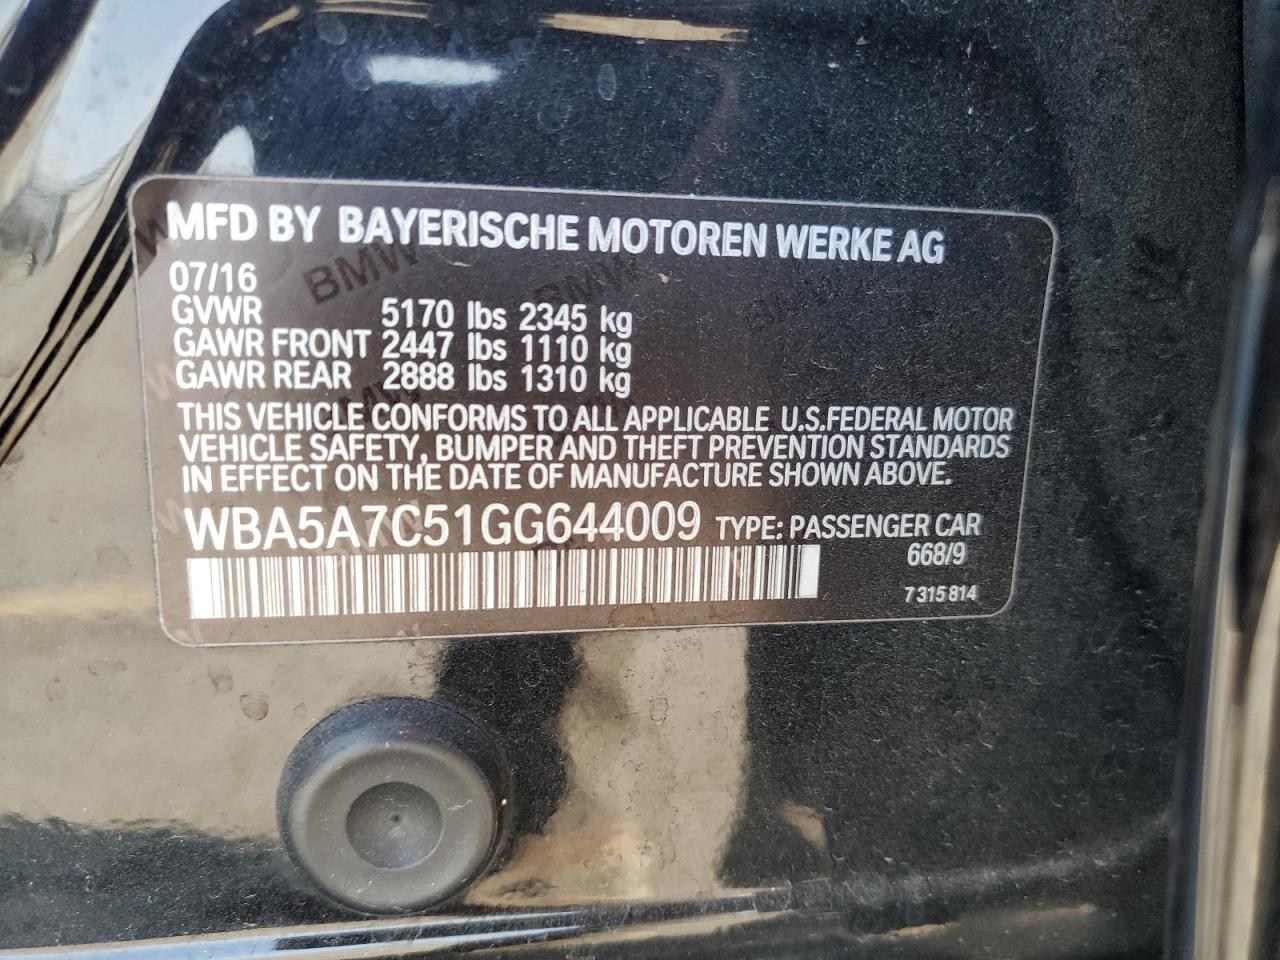 MFD BY BAYERISCHE MOTOREN WERKE AG
07/16
GVWR 5170 lbs 2345 kg
GAWR FRONT 2447 lbs 1110 kg
GAWR REAR 2888 lbs 1310 kg
THIS VEHICLE CONFORMS TO ALL APPLICABLE U.S.FEDERAL MOTOR
VEHICLE SAFETY, BUMPER AND THEFT PREVENTION STANDARDS
IN EFFECT ON THE DATE OF MANUFACTURE SHOWN ABOVE.
WBA5A7C51GG644009 TYPE: PASSENGER CAR
668/9
7 315 814
BMW
BMW